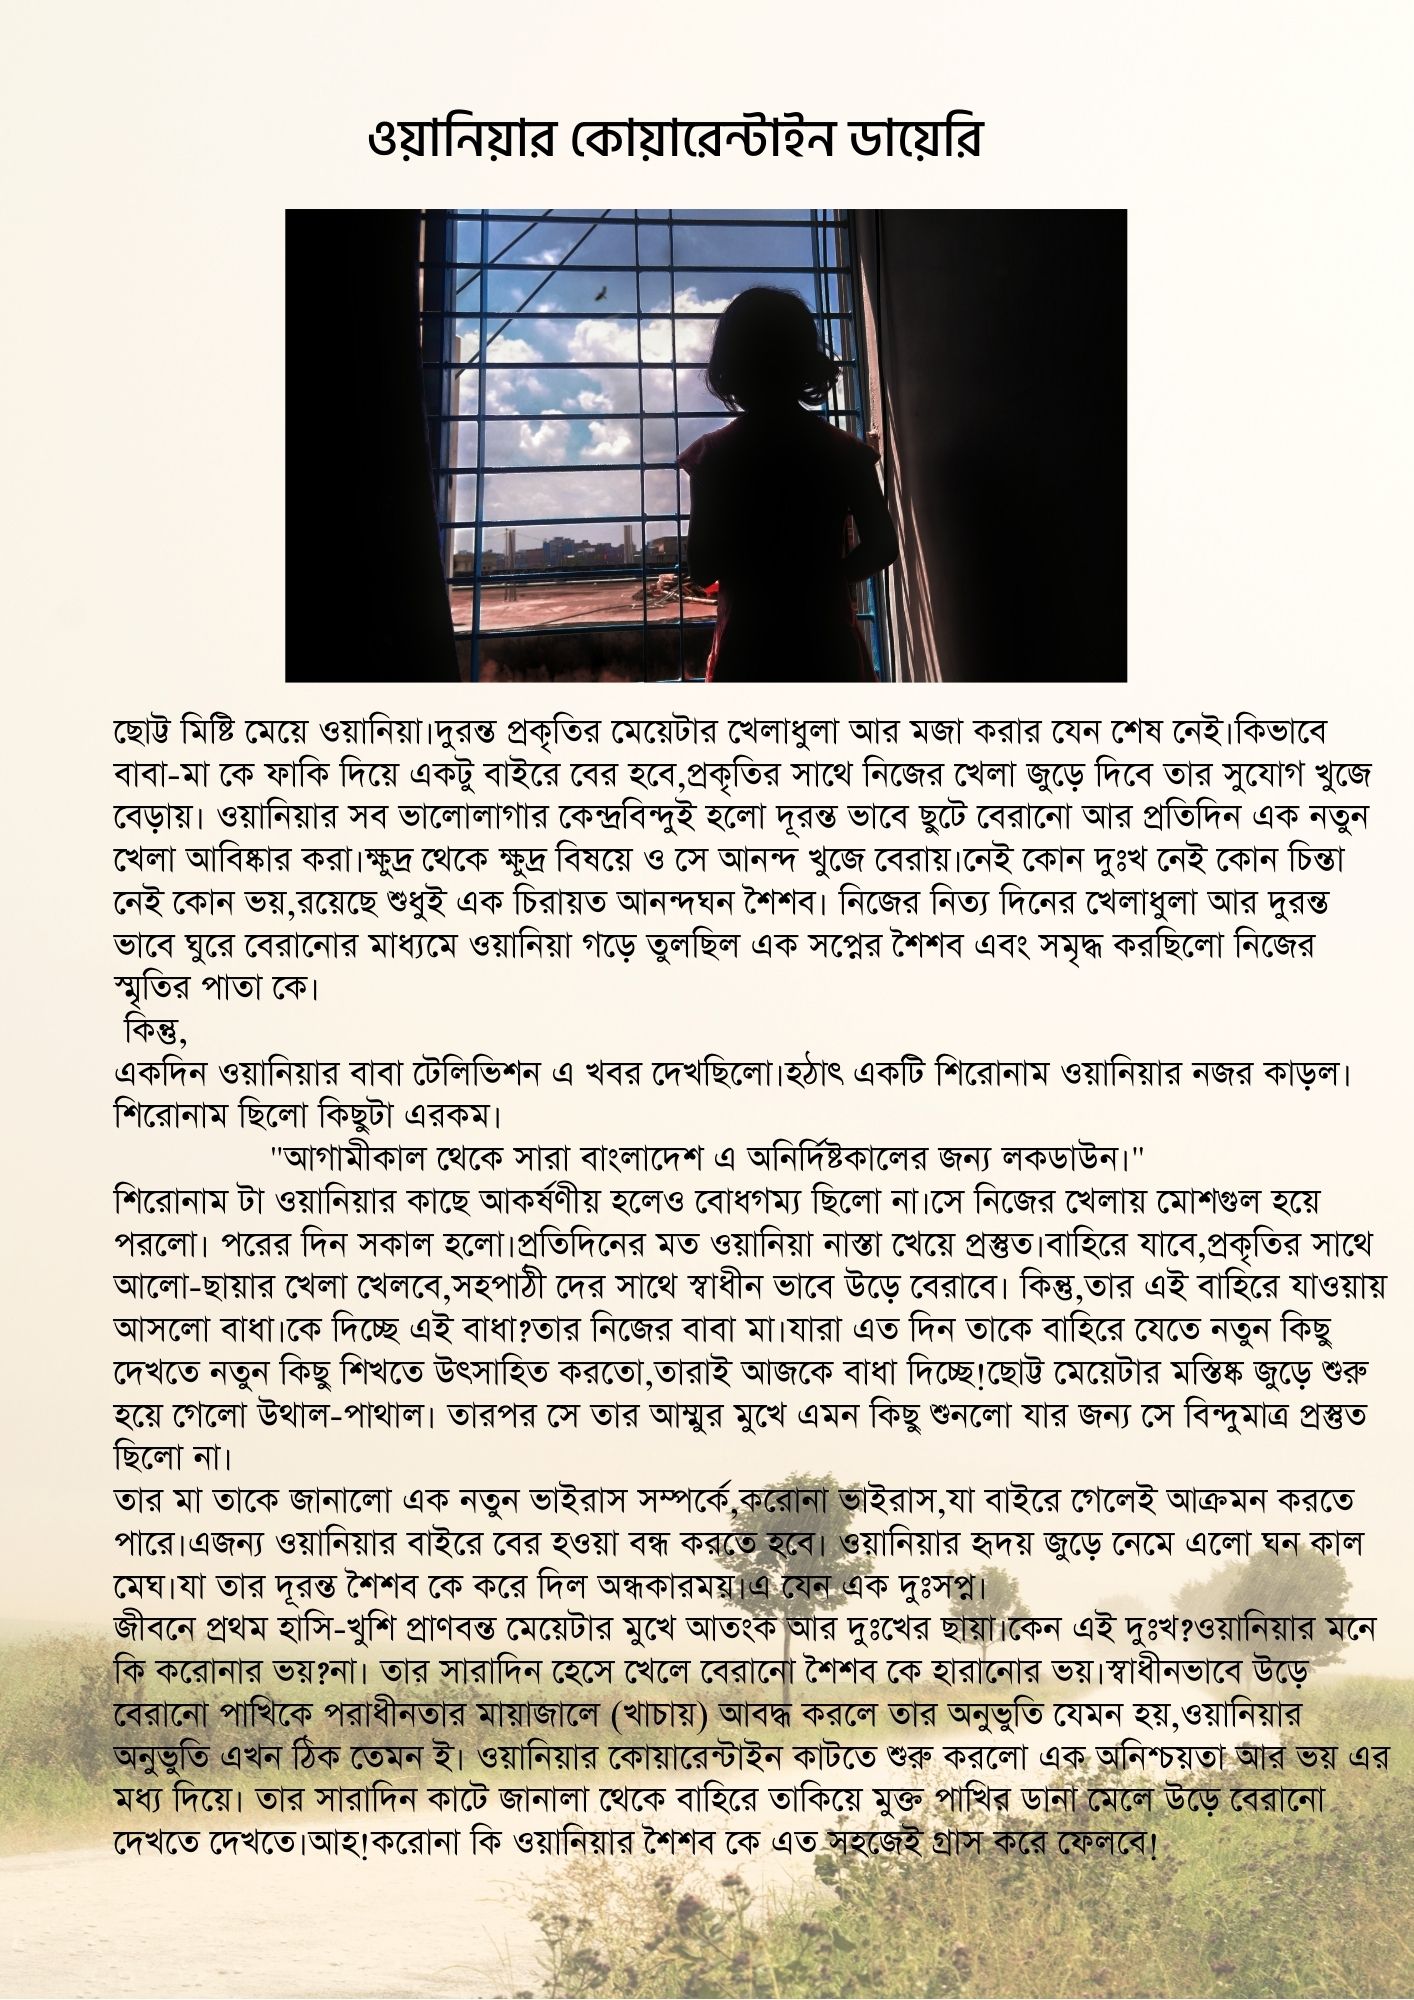 ওয়ানিয়ার কোয়ারেন্টাইন ডায়েরি
ছোট্ট মিষ্টি মেয়ে ওয়ানিয়া।দুরন্ত প্রকৃতির মেয়েটার খেলাধুলা আর মজা করার যেন শেষ নেই।কিভাবে
বাবা-মা কে ফাকি দিয়ে একটু বাইরে বের হবে,প্রকৃতির সাথে নিজের খেলা জুড়ে দিবে তার সুযোগ খুজে
বেড়ায়। ওয়ানিয়ার সব ভালোলাগার কেন্দ্রবিন্দুই হলো দূরন্ত ভাবে ছুটে বেরানো আর প্রতিদিন এক নতুন
খেলা আবিষ্কার করা।ক্ষুদ্র থেকে ক্ষুদ্র বিষয়ে ও সে আনন্দ খুজে বেরায়।নেই কোন দুঃখ নেই কোন চিন্তা
নেই কোন ভয়,রয়েছে শুধুই এক চিরায়ত আনন্দঘন শৈশব। নিজের নিত্য দিনের খেলাধুলা আর দুরন্ত
ভাবে ঘুরে বেরানোর মাধ্যমে ওয়ানিয়া গড়ে তুলছিল এক সপ্নের শৈশব এবং সমৃদ্ধ করছিলো নিজের
স্মৃতির পাতা কে।
কিন্তু,
একদিন ওয়ানিয়ার বাবা টেলিভিশন এ খবর দেখছিলো।হঠাৎ একটি শিরোনাম ওয়ানিয়ার নজর কাড়ল।
শিরোনাম ছিলো কিছুটা এরকম।
"আগামীকাল থেকে সারা বাংলাদেশ এ অনির্দিষ্টকালের জন্য লকডাউন।"
শিরোনাম টা ওয়ানিয়ার কাছে আকর্ষণীয় হলেও বোধগম্য ছিলো না।সে নিজের খেলায় মোশগুল হয়ে
পরলো। পরের দিন সকাল হলো।প্রতিদিনের মত ওয়ানিয়া নাস্তা খেয়ে প্রস্তুত।বাহিরে যাবে,প্রকৃতির সাথে
আলো-ছায়ার খেলা খেলবে,সহপাঠী দের সাথে স্বাধীন ভাবে উড়ে বেরাবে। কিন্তু,তার এই বাহিরে যাওয়ায়
আসলো বাধা।কে দিচ্ছে এই বাধা?তার নিজের বাবা মা।যারা এত দিন তাকে বাহিরে যেতে নতুন কিছু
দেখতে নতুন কিছু শিখতে উৎসাহিত করতো,তারাই আজকে বাধা দিচ্ছে!ছোট্ট মেয়েটার মস্তিষ্ক জুড়ে শুরু
হয়ে গেলো উথাল-পাথাল। তারপর সে তার আম্মুর মুখে এমন কিছু শুনলো যার জন্য সে বিন্দুমাত্র প্রস্তুত
ছিলো না।
তার মা তাকে জানালো এক নতুন ভাইরাস সম্পর্কে,করোনা ভাইরাস,যা বাইরে গেলেই আক্রমন করতে
পারে।এজন্য ওয়ানিয়ার বাইরে বের হওয়া বন্ধ করতে হবে। ওয়ানিয়ার হৃদয় জুড়ে নেমে এলো ঘন কাল
মেঘ।যা তার দূরন্ত শৈশব কে করে দিল অন্ধকারময়।এ যেন এক দুঃসপ্ন।
জীবনে প্রথম হাসি-খুশি প্রাণবন্ত মেয়েটার মুখে আতংক আর দুঃখের ছায়া।কেন এই দুঃখ?ওয়ানিয়ার মনে
কি করোনার ভয়?না। তার সারাদিন হেসে খেলে বেরানো শৈশব কে হারানোর ভয়।স্বাধীনভাবে উড়ে
বেরানো পাখিকে পরাধীনতার মায়াজালে (খাচায়) আবদ্ধ করলে তার অনুভুতি যেমন হয়,ওয়ানিয়ার
অনুভুতি এখন ঠিক তেমন ই। ওয়ানিয়ার কোয়ারেন্টাইন কাটতে শুরু করলো এক অনিশ্চয়তা আর ভয় এর
মধ্য দিয়ে। তার সারাদিন কাটে জানালা থেকে বাহিরে তাকিয়ে মুক্ত পাখির ডানা মেলে উড়ে বেরানো
দেখতে দেখতে।আহ!করোনা কি ওয়ানিয়ার শৈশব কে এত সহজেই গ্রাস করে ফেলবে!